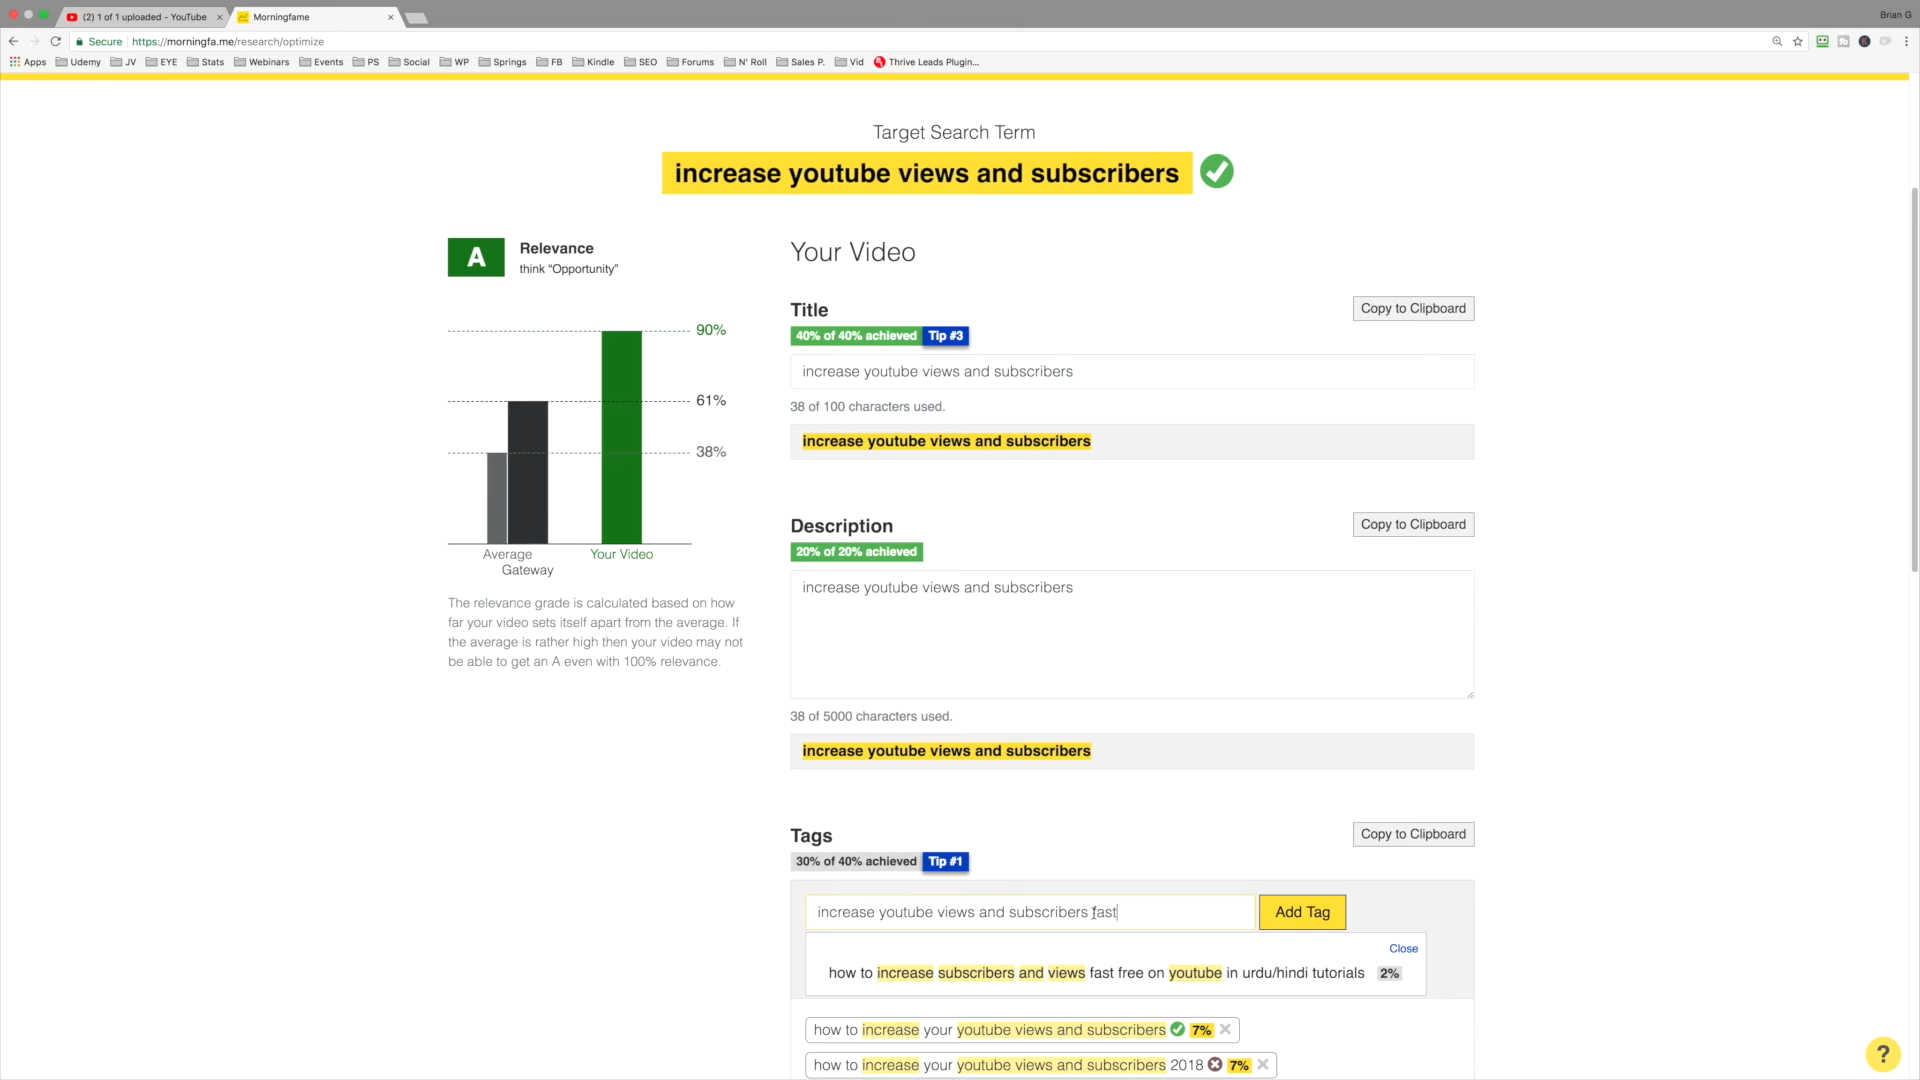 (2) 1 of 1 uploaded - YouTube
Morningfame
Brian G
Secure
https://morningfa.me/research/optimize
Apps Udemy JV EYE Stats Webinars Events PS Social WP Springs FB Kindle SEO Forums N' Roll Sales P. Vid Thrive Leads Plugin...
Target Search Term
increase youtube views and subscribers
A
Relevance
think “Opportunity”
90%
61%
38%
Average
Gateway
Your Video
The relevance grade is calculated based on how
far your video sets itself apart from the average. If
the average is rather high then your video may not
be able to get an A even with 100% relevance.
Your Video
Title
Copy to Clipboard
40% of 40% achieved Tip #3
increase youtube views and subscribers
38 of 100 characters used.
increase youtube views and subscribers
Description
Copy to Clipboard
20% of 20% achieved
increase youtube views and subscribers
38 of 5000 characters used.
increase youtube views and subscribers
Tags
Copy to Clipboard
30% of 40% achieved Tip #1
increase youtube views and subscribers fast
Add Tag
Close
how to increase subscribers and views fast free on youtube in urdu/hindi tutorials 2%
how to increase your youtube views and subscribers 7%
how to increase your youtube views and subscribers 2018 7%
?